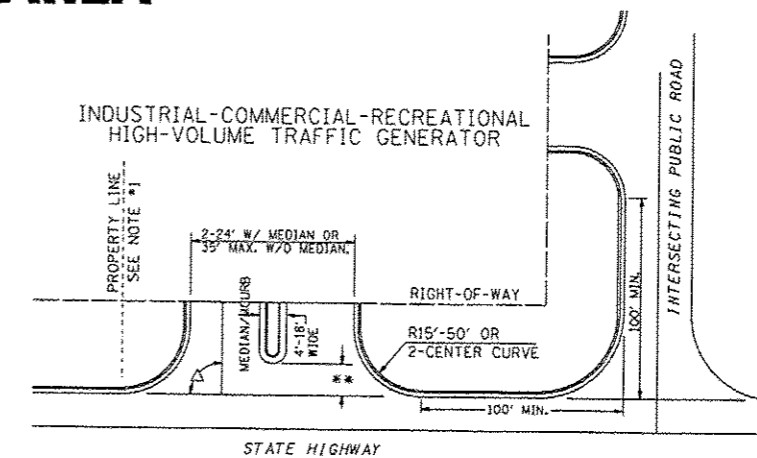 INDUSTRIAL-COMMERCIAL-RECREATIONAL
HIGH-VOLUME TRAFFIC GENERATOR
PROPERTY LINE
SEE NOTE *1
2-24' W/ MEDIAN OR
35' MAX. W/O MEDIAN.
MEDIAN/
4'-18'
WIDE
Δ
**
RIGHT-OF-WAY
R15'-50' OR
2-CENTER CURVE
100' MIN.
100' MIN.
INTERSECTING PUBLIC ROAD
STATE HIGHWAY